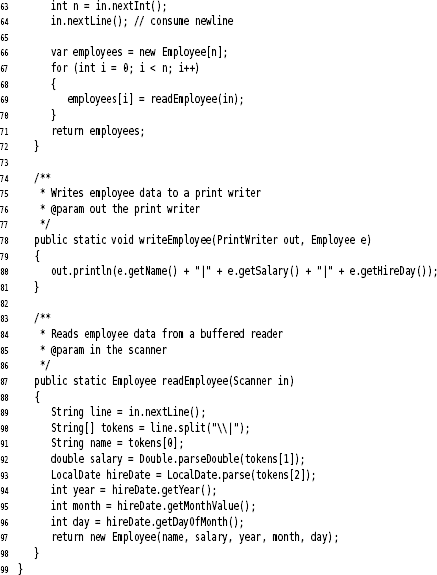 63 int n = in.nextInt();
64 in.nextLine(); // consume newline
65
66 var employees = new Employee[n];
67 for (int i = 0; i < n; i++)
68 {
69 employees[i] = readEmployee(in);
70 }
71 return employees;
72 }
73
74 /**
75 * Writes employee data to a print writer
76 * @param out the print writer
77 */
78 public static void writeEmployee(PrintWriter out, Employee e)
79 {
80 out.println(e.getName() + "|" + e.getSalary() + "|" + e.getHireDay());
81 }
82
83 /**
84 * Reads employee data from a buffered reader
85 * @param in the scanner
86 */
87 public static Employee readEmployee(Scanner in)
88 {
89 String line = in.nextLine();
90 String[] tokens = line.split("\\|");
91 String name = tokens[0];
92 double salary = Double.parseDouble(tokens[1]);
93 LocalDate hireDate = LocalDate.parse(tokens[2]);
94 int year = hireDate.getYear();
95 int month = hireDate.getMonthValue();
96 int day = hireDate.getDayOfMonth();
97 return new Employee(name, salary, year, month, day);
98 }
99 }